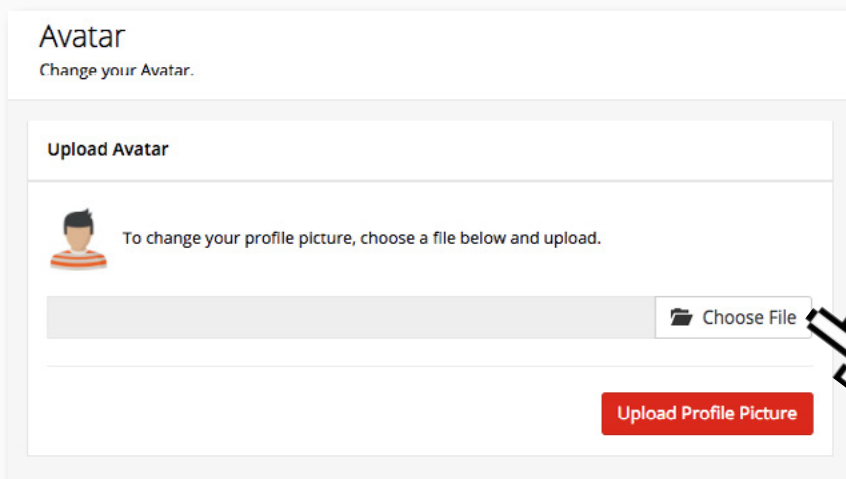 Avatar
Change your Avatar.
Upload Avatar
To change your profile picture, choose a file below and upload.
Choose File
Upload Profile Picture